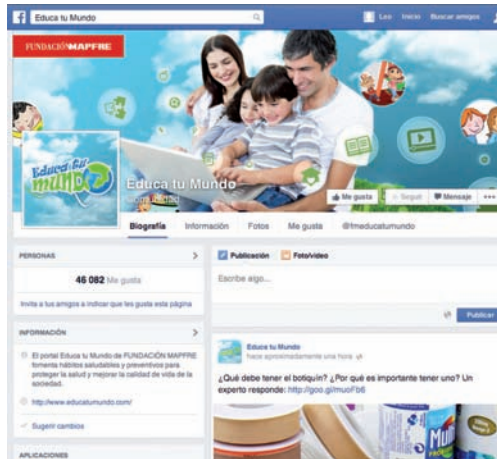 Educa tu Mundo
Leo Inicio Buscar amigos
FUNDACIÓN MAPFRE
Educa tu
mundo
Educa tu Mundo
Comunidad
Me gusta Seguir Mensaje
Biografía Información Fotos Me gusta @fmeducatumundo
PERSONAS
46 082 Me gusta
Invita a tus amigos a indicar que les gusta esta página
INFORMACIÓN
El portal Educa tu Mundo de FUNDACIÓN MAPFRE
fomenta hábitos saludables y preventivos para
proteger la salud y mejorar la calidad de vida de la
sociedad.
http://www.educatumundo.com/
Sugerir cambios
APLICACIONES
Publicación Foto/vídeo
Escribe algo...
Publicar
Educa tu Mundo
hace aproximadamente una hora
¿Qué debe tener el botiquín? ¿Por qué es importante tener uno? Un
experto responde: http://goo.gl/muoFb6